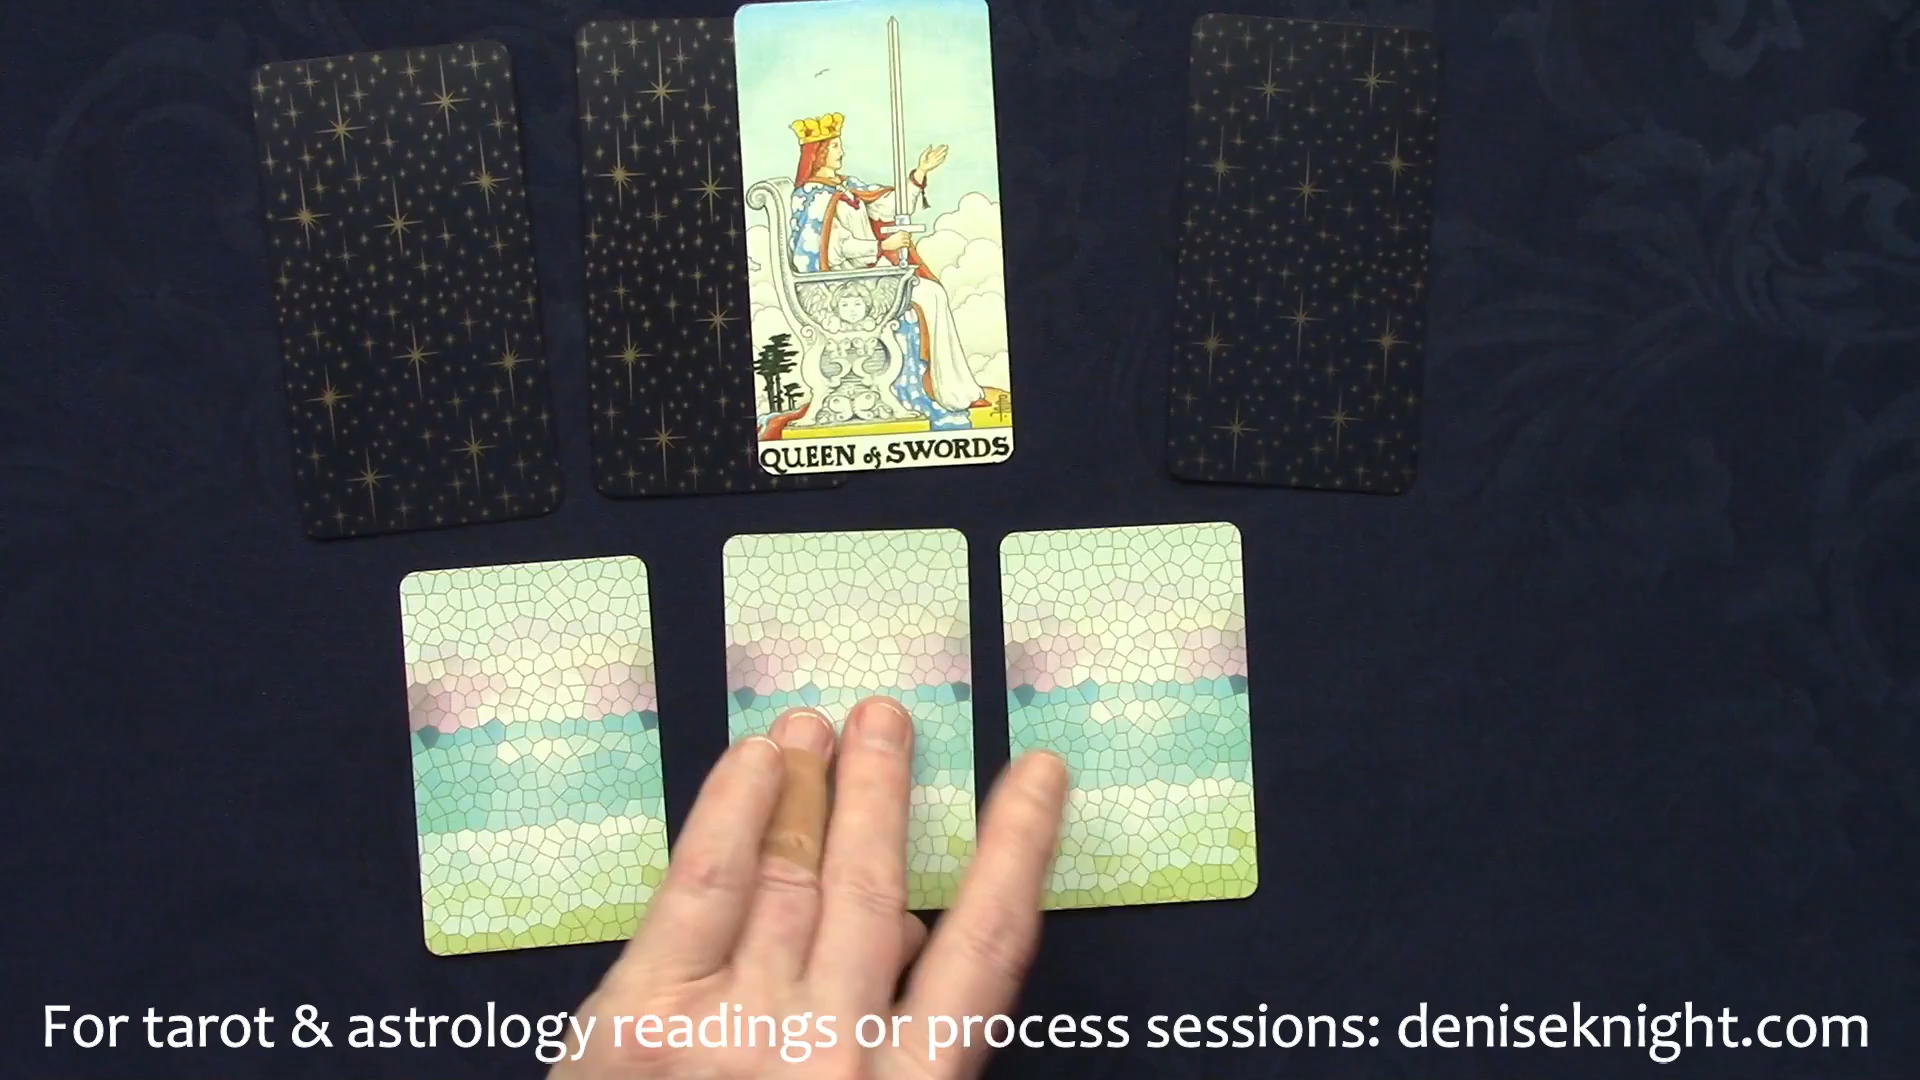 QUEEN of SWORDS
For tarot & astrology readings or process sessions: deniseknight.com